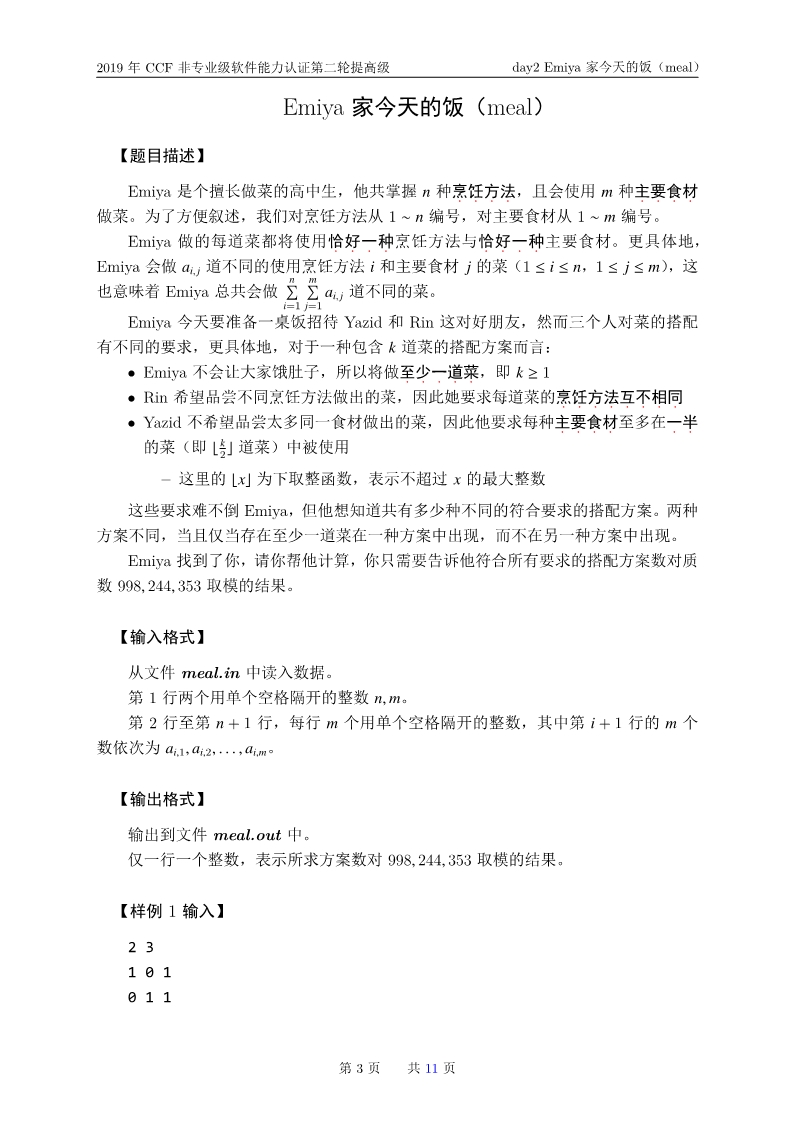 2019 年 CCF 非专业级软件能力认证第二轮提高级 day2 Emiya 家今天的饭（meal）
Emiya 家今天的饭（meal）
【题目描述】
Emiya 是个擅长做菜的高中生，他共掌握 n 种烹饪方法，且会使用 m 种主要食材
做菜。为了方便叙述，我们对烹饪方法从 1 ~ n 编号，对主要食材从 1 ~ m 编号。
Emiya 做的每道菜都将使用恰好一种烹饪方法与恰好一种主要食材。更具体地，
Emiya 会做 a_{i,j} 道不同的使用烹饪方法 i 和主要食材 j 的菜（1 ≤ i ≤ n，1 ≤ j ≤ m），这
也意味着 Emiya 总共会做 \sum_{i=1}^{n} \sum_{j=1}^{m} a_{i,j} 道不同的菜。
Emiya 今天要准备一桌饭招待 Yazid 和 Rin 这对好朋友，然而三个人对菜的搭配
有不同的要求，更具体地，对于一种包含 k 道菜的搭配方案而言：
• Emiya 不会让大家饿肚子，所以将做至少一道菜，即 k ≥ 1
• Rin 希望品尝不同烹饪方法做出的菜，因此她要求每道菜的烹饪方法互不相同
• Yazid 不希望品尝太多同一食材做出的菜，因此他要求每种主要食材至多在一半
的菜（即 ⌊\frac{k}{2}⌋ 道菜）中被使用
– 这里的 ⌊x⌋ 为下取整函数，表示不超过 x 的最大整数
这些要求难不倒 Emiya，但他想知道共有多少种不同的符合要求的搭配方案。两种
方案不同，当且仅当存在至少一道菜在一种方案中出现，而不在另一种方案中出现。
Emiya 找到了你，请你帮他计算，你只需要告诉他符合所有要求的搭配方案数对质
数 998, 244, 353 取模的结果。
【输入格式】
从文件 meal.in 中读入数据。
第 1 行两个用单个空格隔开的整数 n, m。
第 2 行至第 n + 1 行，每行 m 个用单个空格隔开的整数，其中第 i + 1 行的 m 个
数依次为 a_{i,1}, a_{i,2}, . . . , a_{i,m}。
【输出格式】
输出到文件 meal.out 中。
仅一行一个整数，表示所求方案数对 998, 244, 353 取模的结果。
【样例 1 输入】
2 3
1 0 1
0 1 1
第 3 页 共 11 页